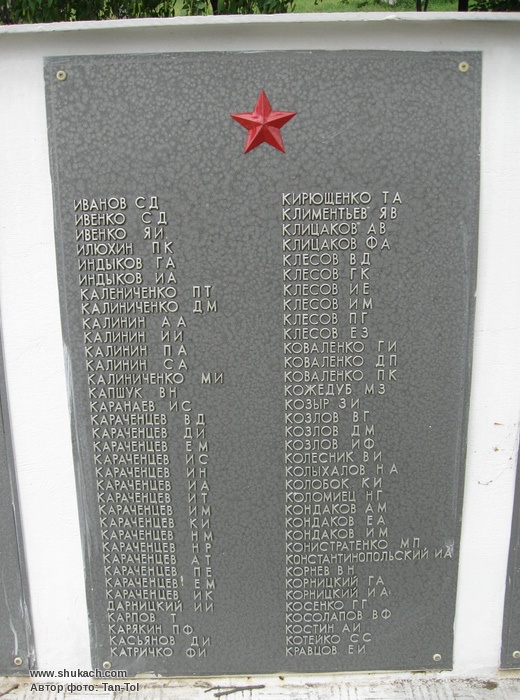 ИВАНОВ С Д
ИВЕНКО С Д
ИВЕНКО Я И
ИЛЮХИН П К
ИНДЫКОВ Г А
ИНДЫКОВ И А
КАЛЕНИЧЕНКО П Т
КАЛИНИЧЕНКО Д М
КАЛИНИН А А
КАЛИНИН И И
КАЛИНИН П А
КАЛИНИН С А
КАЛИНИЧЕНКО М И
КАПШУК В Н
КАРАНАЕВ И С
КАРАЧЕНЦЕВ В Д
КАРАЧЕНЦЕВ Д И
КАРАЧЕНЦЕВ Е М
КАРАЧЕНЦЕВ И С
КАРАЧЕНЦЕВ И Н
КАРАЧЕНЦЕВ И А
КАРАЧЕНЦЕВ И Т
КАРАЧЕНЦЕВ И М
КАРАЧЕНЦЕВ К И
КАРАЧЕНЦЕВ Н М
КАРАЧЕНЦЕВ Н Р
КАРАЧЕНЦЕВ А Т
КАРАЧЕНЦЕВ П Е
КАРАЧЕНЦЕВ Е М
КАРАЧЕНЦЕВ И К
ДАРНИЦКИЙ И И
КАРПОВ Т
КАРЯКИН П Ф
КАСЬЯНОВ Д И
КАТРИЧКО Ф И
КИРЮЩЕНКО Т А
КЛИМЕНТЬЕВ Я В
КЛИЦАКОВ А В
КЛИЦАКОВ Ф А
КЛЕСОВ В Д
КЛЕСОВ Г К
КЛЕСОВ И Е
КЛЕСОВ И М
КЛЕСОВ П Г
КЛЕСОВ Е З
КОВАЛЕНКО Г И
КОВАЛЕНКО Д П
КОВАЛЕНКО П К
КОЖЕДУБ М З
КОЗЫР З И
КОЗЛОВ В Г
КОЗЛОВ Д М
КОЗЛОВ И Ф
КОЛЕСНИК В И
КОЛЫХАЛОВ Н А
КОЛОБОК К И
КОЛОМИЕЦ Н Г
КОНДАКОВ А М
КОНДАКОВ Е А
КОНДАКОВ И М
КОНИСТРАТЕНКО М П
КОНСТАНТИНОПОЛЬСКИЙ И А
КОРНЕВ В Н
КОРНИЦКИЙ Г А
КОРНИЦКИЙ И А
КОСЕНКО Г Г
КОСОЛАПОВ В Ф
КОСТИН А И
КОТЕЙКО С С
КРАВЦОВ Е И
www.shukach.com
Автор фото: Tan-Tol